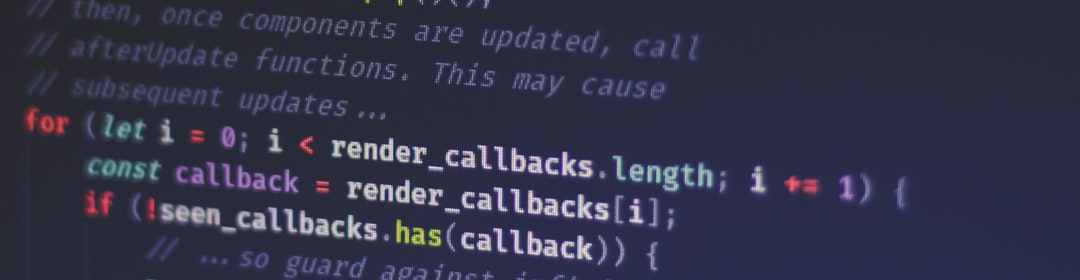 // then, once components are updated, call
// afterUpdate functions. This may cause
// subsequent updates...
for (let i = 0; i < render_callbacks.length; i += 1) {
const callback = render_callbacks[i];
if (!seen_callbacks.has(callback)) {
// ...so guard against